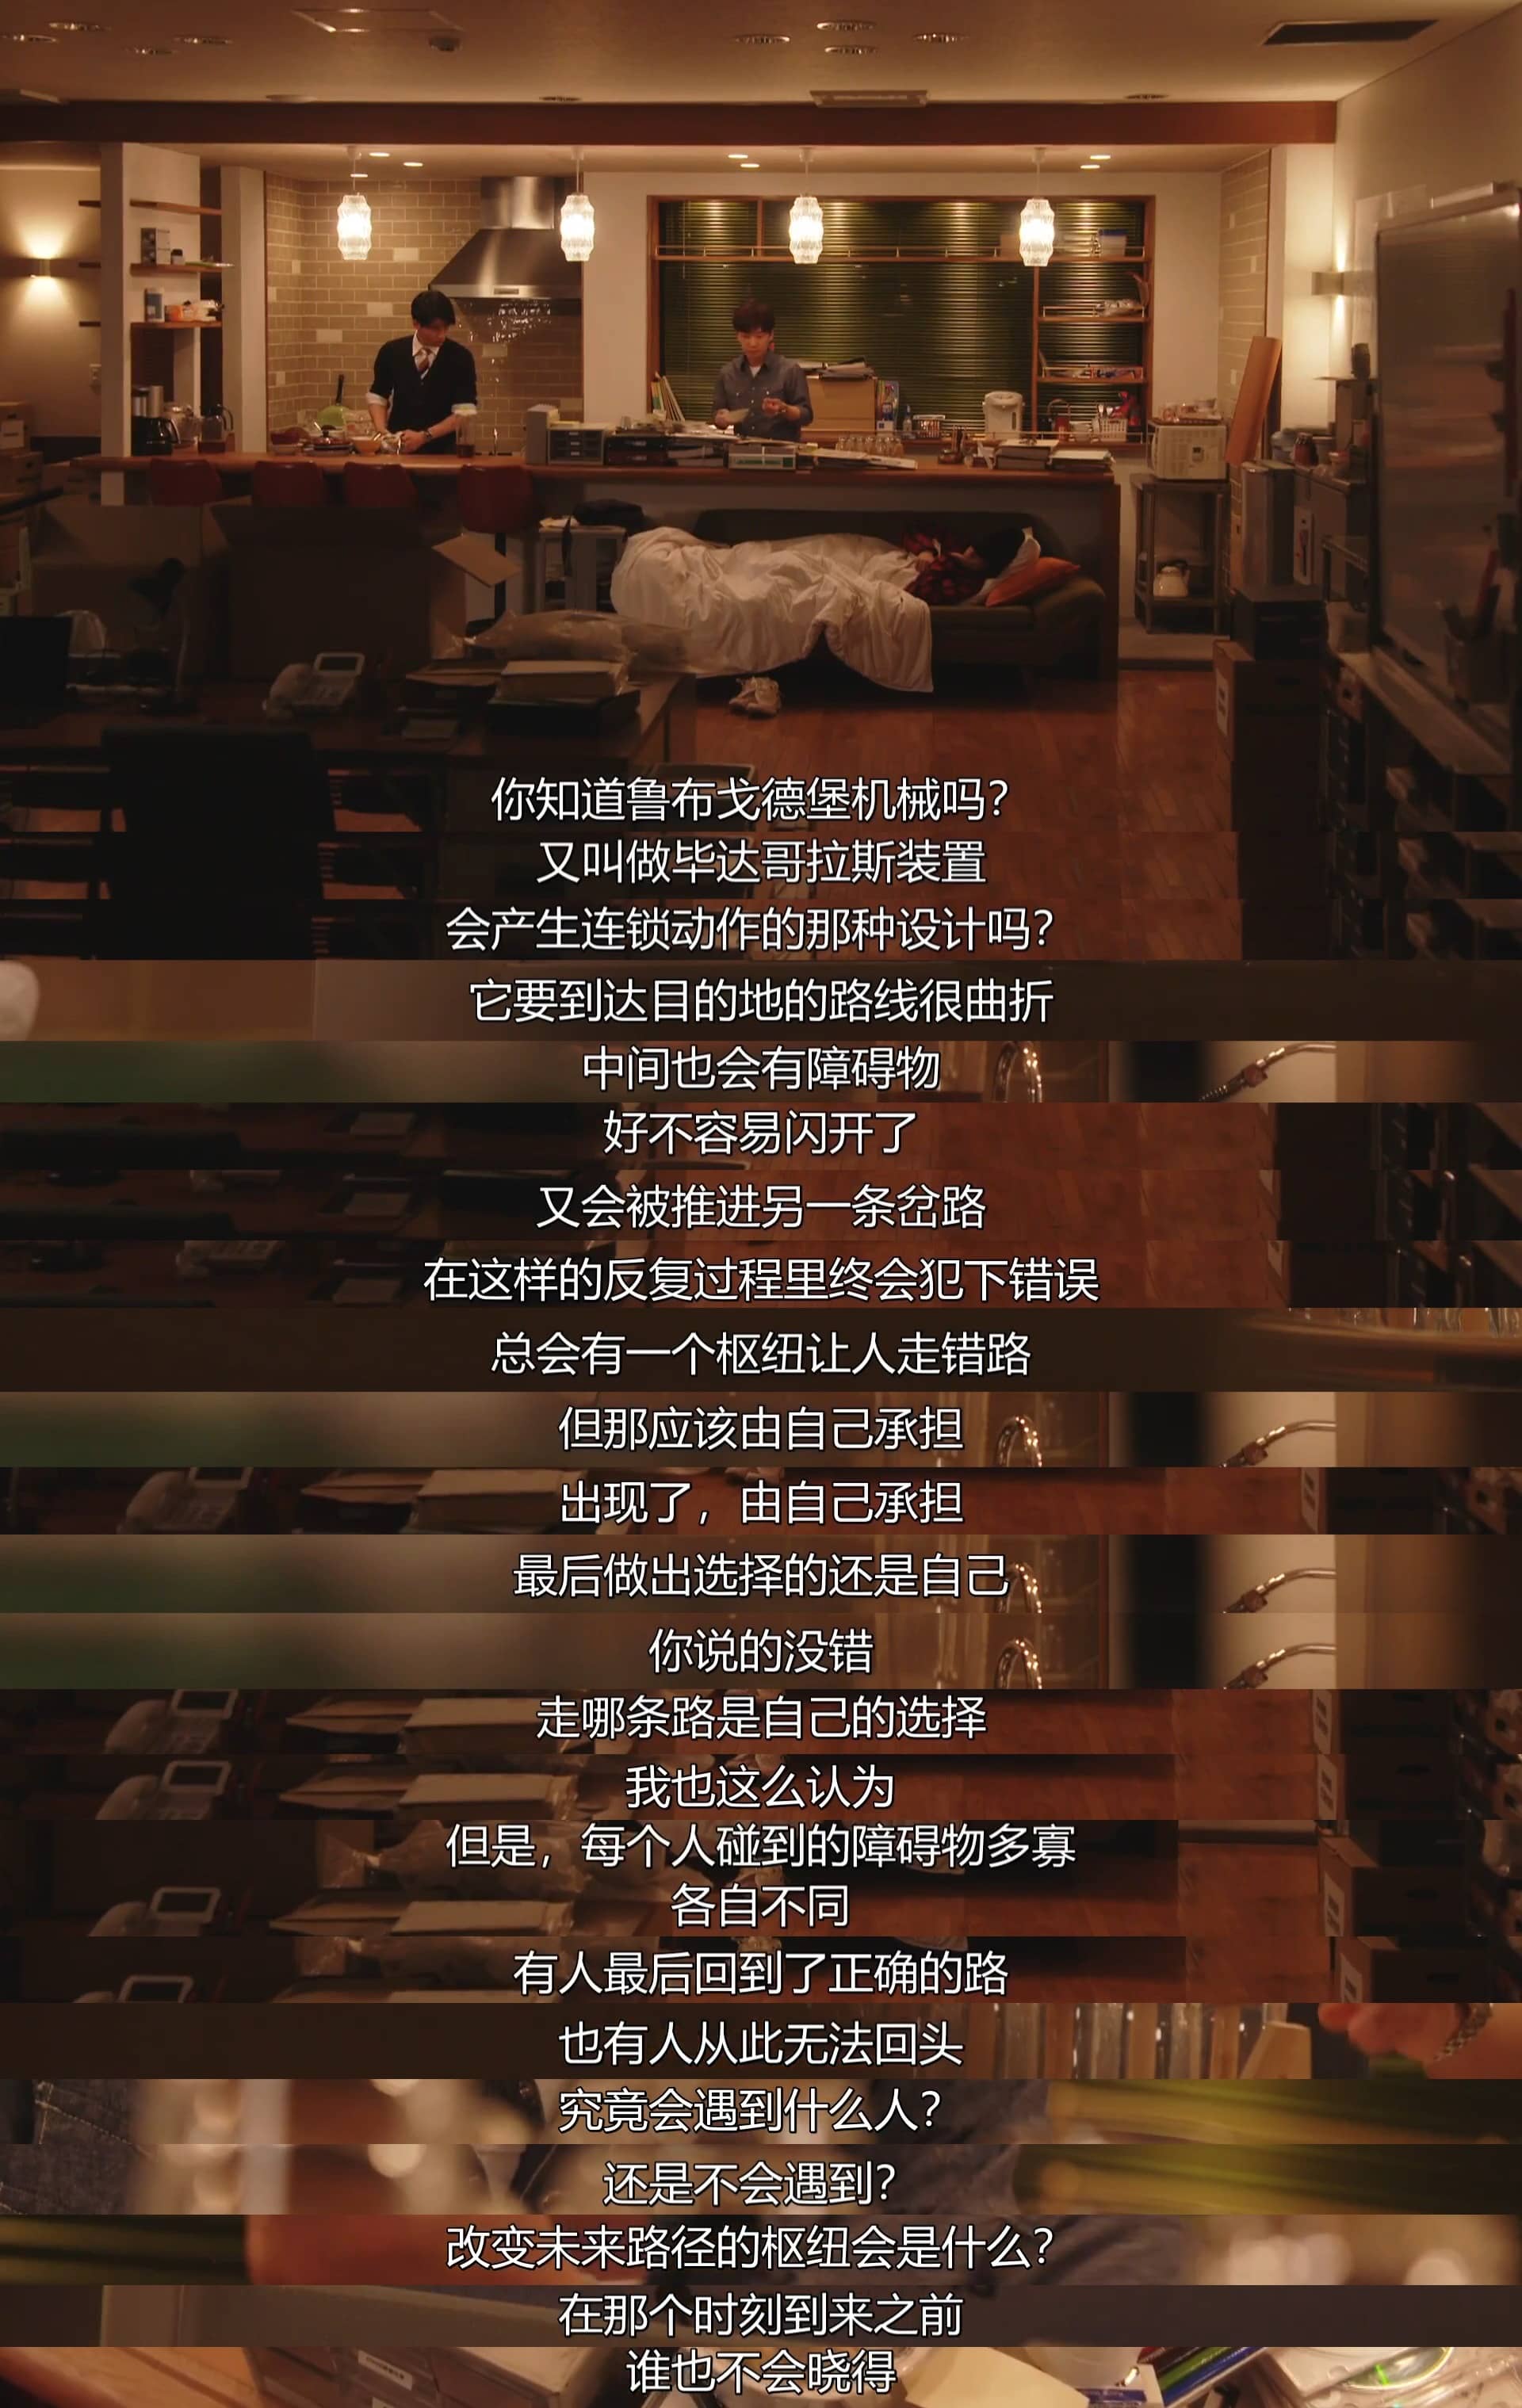 你知道鲁布戈德堡机械吗？
又叫做毕达哥拉斯装置
会产生连锁动作的那种设计吗？
它要到达目的地的路线很曲折
中间也会有障碍物
好不容易闪开了
又会被推进另一条岔路
在这样的反复过程里终会犯下错误
总会有一个枢纽让人走错路
但那应该由自己承担
出现了，由自己承担
最后做出选择的还是自己
你说的没错
走哪条路是自己的选择
我也这么认为
但是，每个人碰到的障碍物多寡
各自不同
有人最后回到了正确的路
也有人从此无法回头
究竟会遇到什么人？
还是不会遇到？
改变未来路径的枢纽会是什么？
在那个时刻到来之前
谁也不会晓得